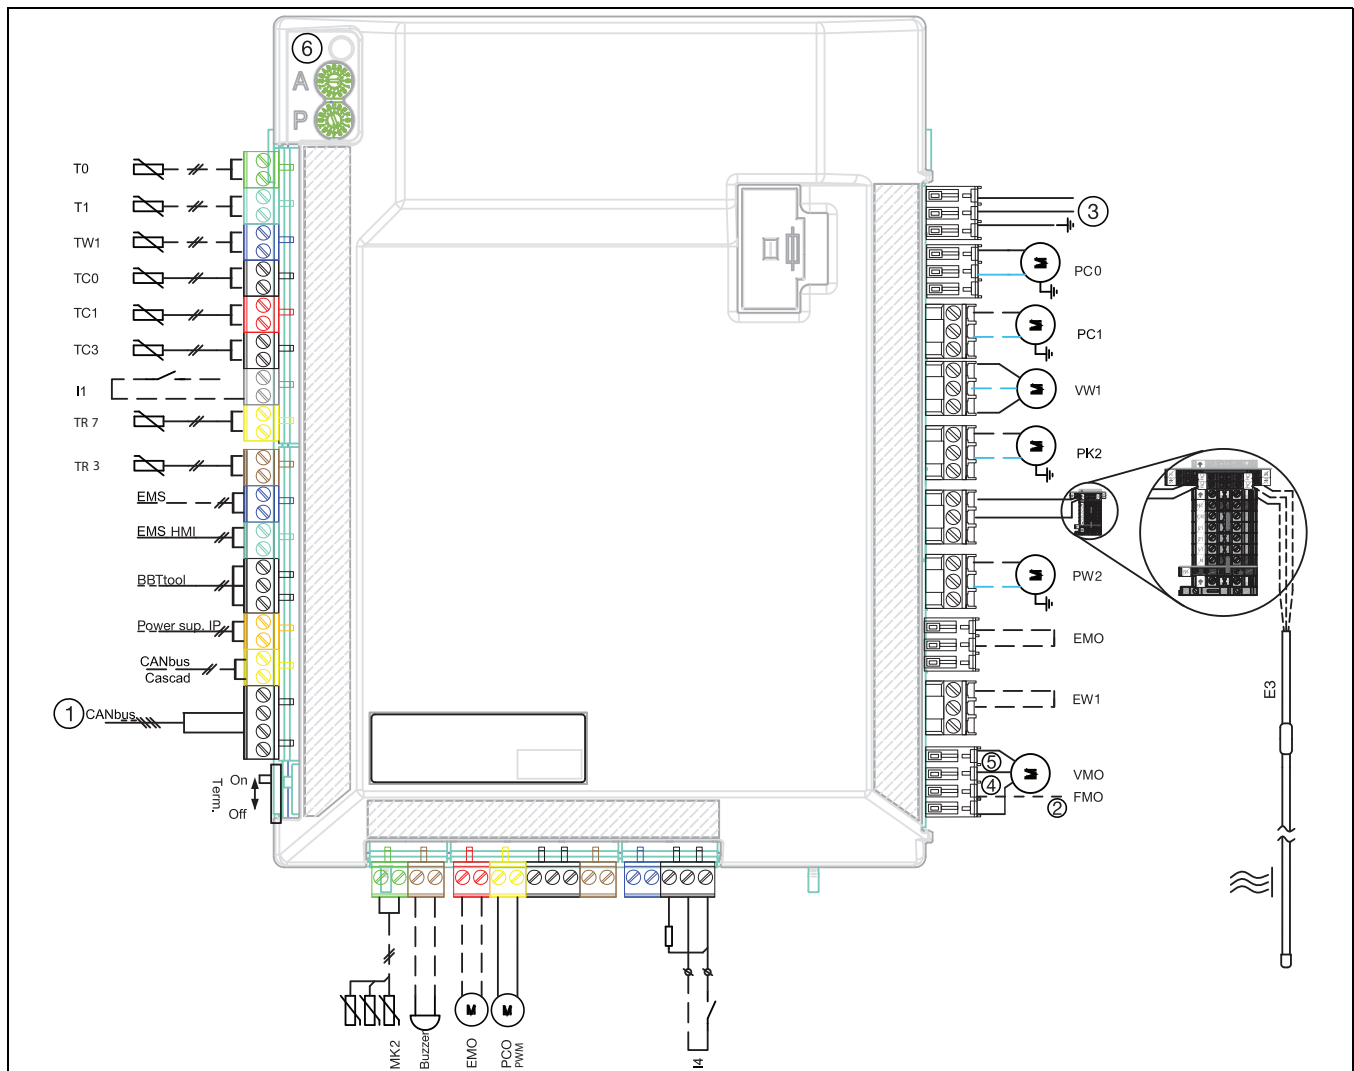 6
A
P
T0
T1
TW1
TC0
TC1
TC3
I1
TR 7
TR 3
EMS
EMS HMI
BBTtool
Power sup. IP
CANbus
Cascad
1 CANbus
On
Term.
Off
3
M PC0
M PC1
M VW1
M PK2
M PW2
EMO
EW1
5 M VMO
4 FMO
2
E3
M M
MK2
Buzzer
EMO
PCO
PWM
I4